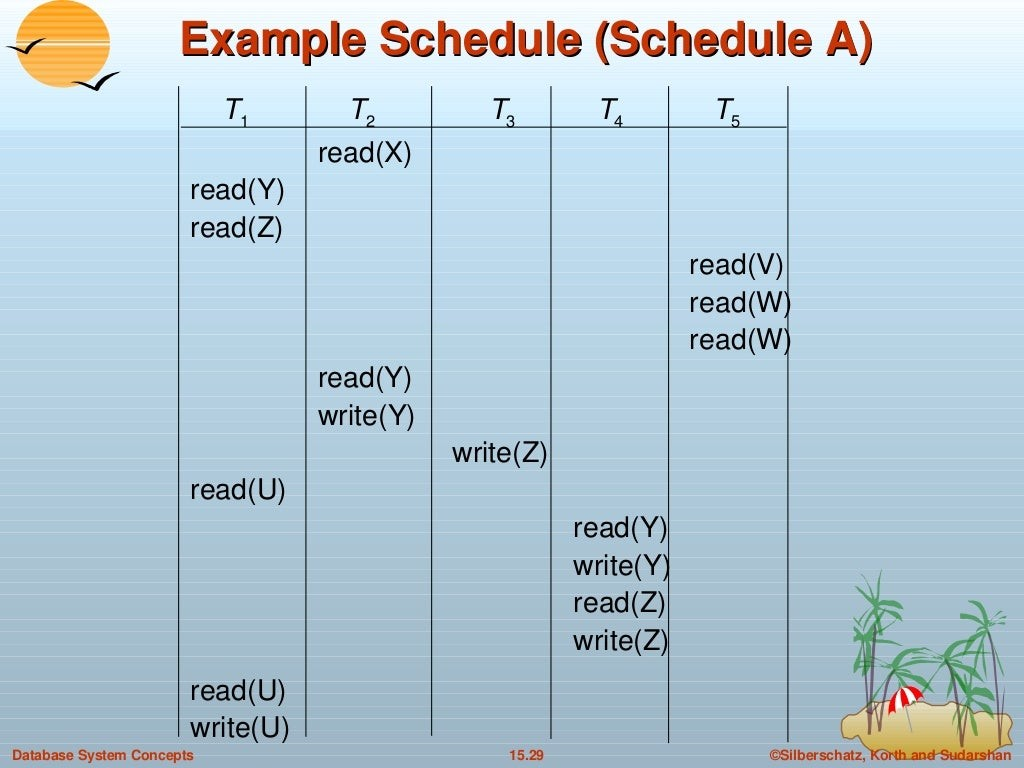 Example Schedule (Schedule A)
T1 T2 T3 T4 T5
read(X)
read(Y)
read(Z)
read(V)
read(W)
read(W)
read(Y)
write(Y)
write(Z)
read(U)
read(Y)
write(Y)
read(Z)
write(Z)
read(U)
write(U)
Database System Concepts 15.29 ©Silberschatz, Korth and Sudarshan